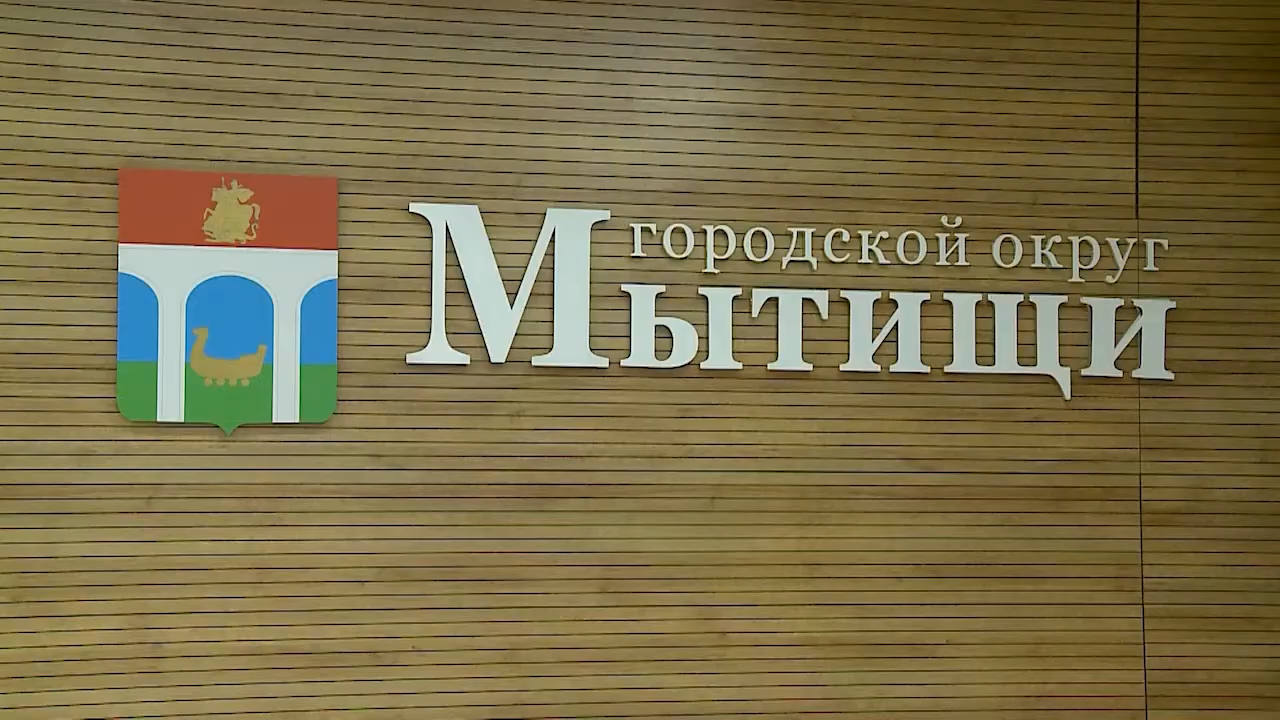 городской округ
Мытищи